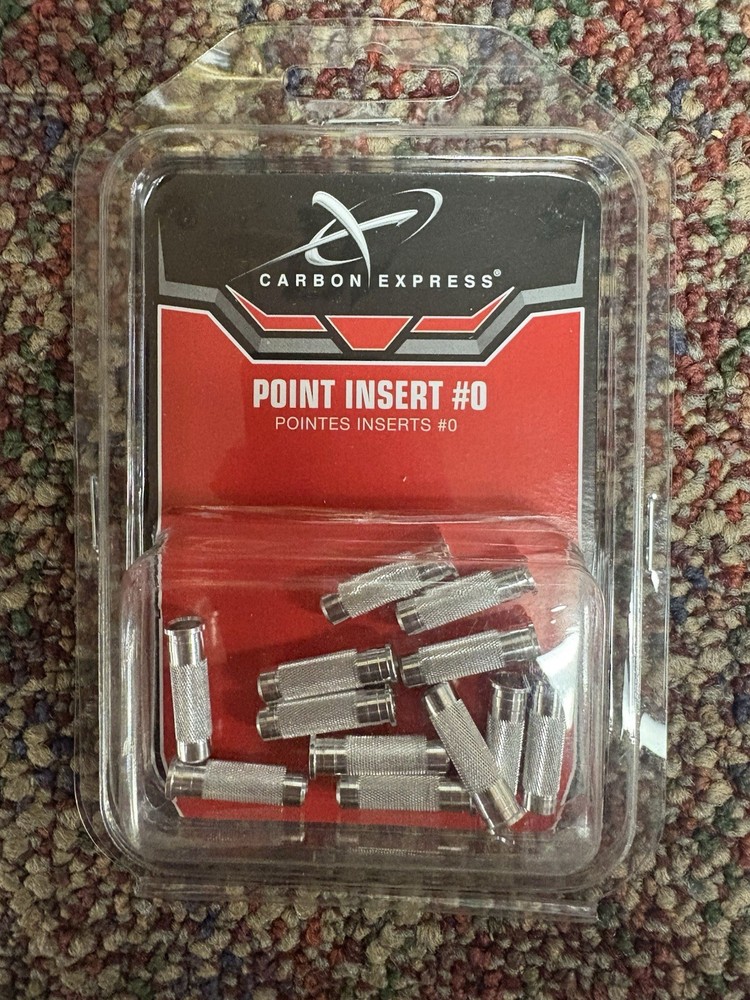 CARBON EXPRESS®
POINT INSERT #0
POINTES INSERTS #0